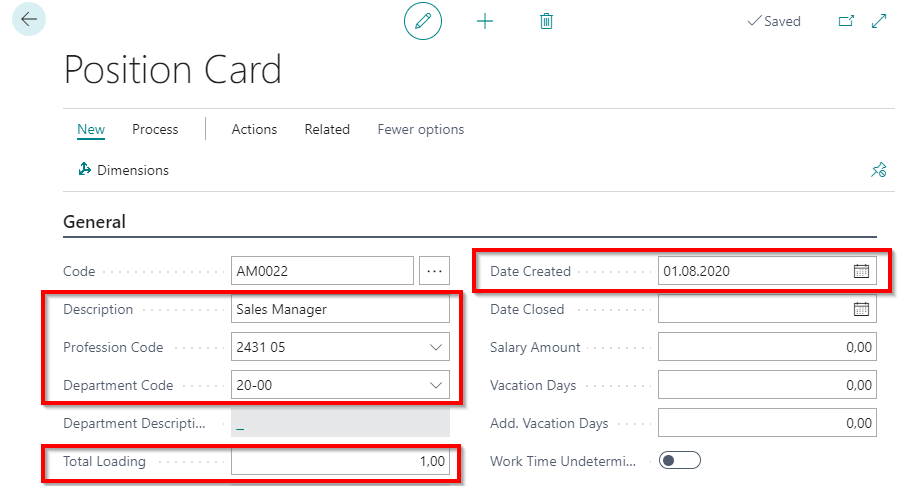 Saved
Position Card
New Process Actions Related Fewer options
Dimensions
General
Code AM0022 ...
Description Sales Manager
Profession Code 2431 05
Department Code 20-00
Department Descripti... _
Total Loading 1,00
Date Created 01.08.2020
Date Closed
Salary Amount 0,00
Vacation Days 0,00
Add. Vacation Days 0,00
Work Time Undetermi...